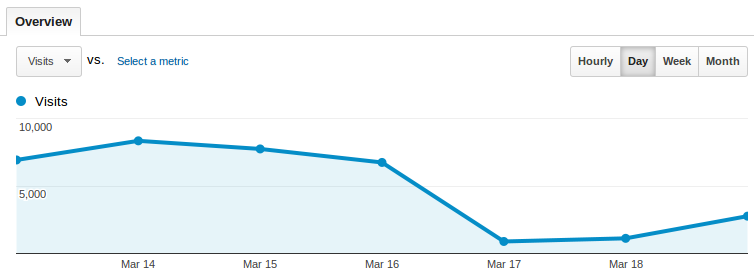 Overview
Visits vs. Select a metric Hourly Day Week Month
Visits
10,000
5,000
Mar 14 Mar 15 Mar 16 Mar 17 Mar 18